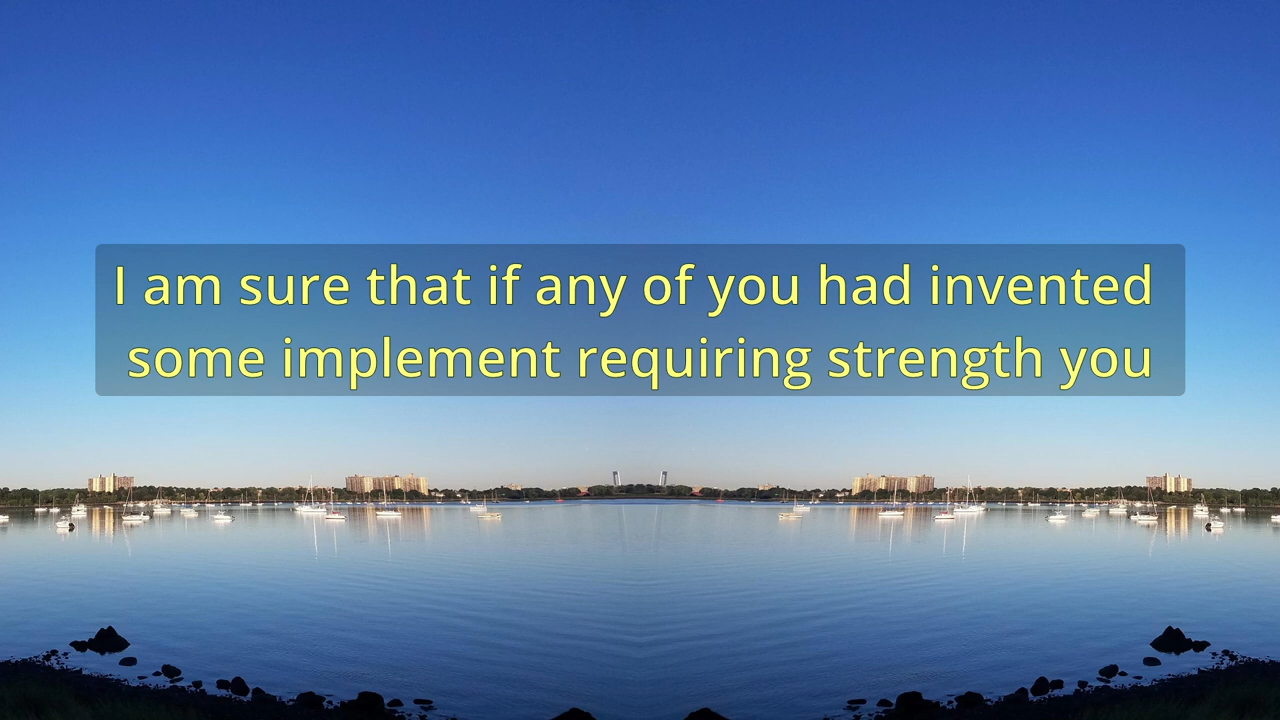 I am sure that if any of you had invented
some implement requiring strength you